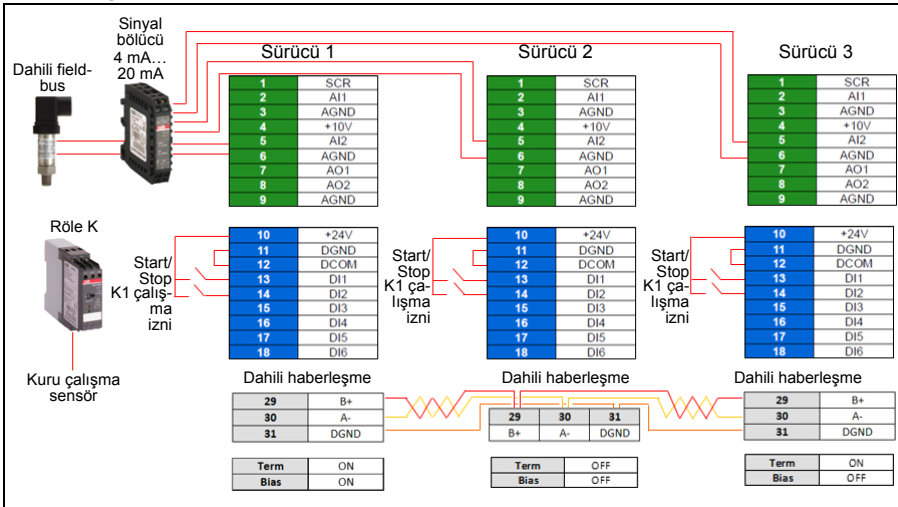 Sinyal
bölücü
4 mA…
20 mA
Dahili field-
bus
Sürücü 1
1 SCR
2 AI1
3 AGND
4 +10V
5 AI2
6 AGND
7 AO1
8 AO2
9 AGND
Sürücü 2
1 SCR
2 AI1
3 AGND
4 +10V
5 AI2
6 AGND
7 AO1
8 AO2
9 AGND
Sürücü 3
1 SCR
2 AI1
3 AGND
4 +10V
5 AI2
6 AGND
7 AO1
8 AO2
9 AGND
Röle K
Kuru çalışma
sensör
Start/
Stop
K1 çalış-
ma
izni
10 +24V
11 DGND
12 DCOM
13 DI1
14 DI2
15 DI3
16 DI4
17 DI5
18 DI6
Start/
Stop
K1 ça-
lışma
izni
10 +24V
11 DGND
12 DCOM
13 DI1
14 DI2
15 DI3
16 DI4
17 DI5
18 DI6
Start/
Stop
K1 ça-
lışma
izni
10 +24V
11 DGND
12 DCOM
13 DI1
14 DI2
15 DI3
16 DI4
17 DI5
18 DI6
Dahili haberleşme
29 B+
30 A-
31 DGND
Term ON
Bias ON
Dahili haberleşme
29 30 31
B+ A- DGND
Term OFF
Bias OFF
Dahili haberleşme
29 B+
30 A-
31 DGND
Term ON
Bias OFF